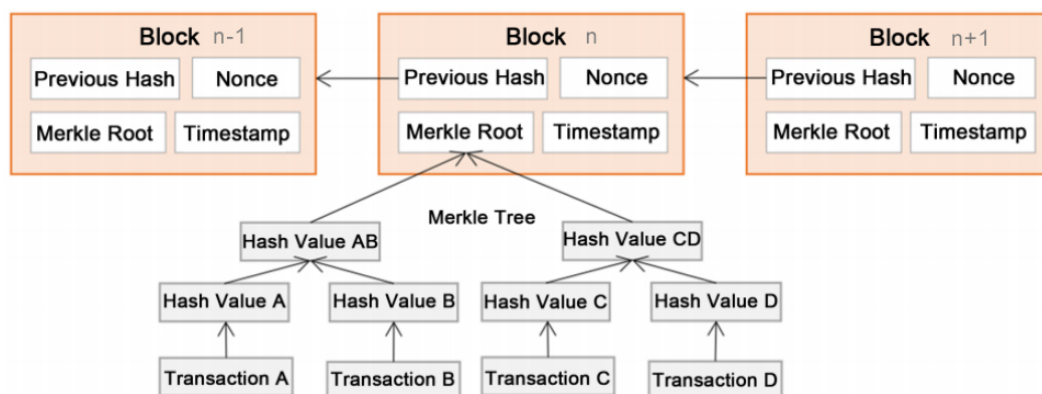 Block n-1
Block n
Block n+1
Previous Hash Nonce
Previous Hash Nonce
Previous Hash Nonce
Merkle Root Timestamp
Merkle Root Timestamp
Merkle Root Timestamp
Merkle Tree
Hash Value AB
Hash Value CD
Hash Value A
Hash Value B
Hash Value C
Hash Value D
Transaction A
Transaction B
Transaction C
Transaction D